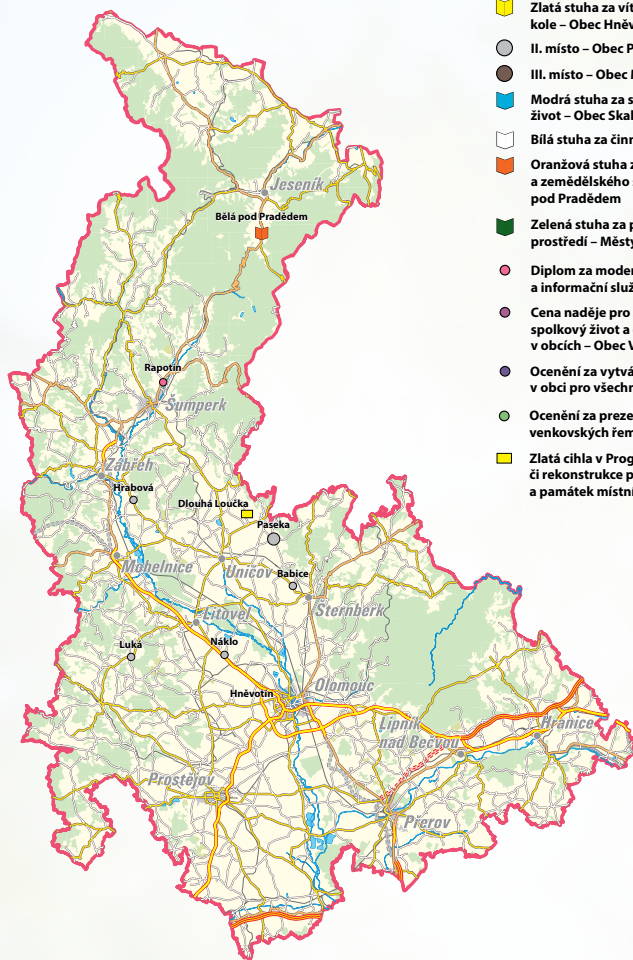 Zlatá stuha za vít
kole – Obec Hněv
II. místo – Obec P
III. místo – Obec
Modrá stuha za s
život – Obec Skal
Bílá stuha za činn
Oranžová stuha z
a zemědělského
pod Pradědem
Zelená stuha za p
prostředí – Městy
Diplom za moder
a informační služ
Cena naděje pro
spolkový život a
v obcích – Obec V
Ocenění za vytvá
v obci pro všechn
Ocenění za preze
venkovských řem
Zlatá cihla v Prog
či rekonstrukce p
a památek místní
Jeseník
Bělá pod Pradědem
Rapotín
Šumperk
Zábřeh
Hrabová
Dlouhá Loučka
Paseka
Mohelnice
Uničov
Babice
Šternberk
Litovel
Luká
Náklo
Hněvotín
Olomouc
Lipník
nad Bečvou
Hranice
Prostějov
Přerov